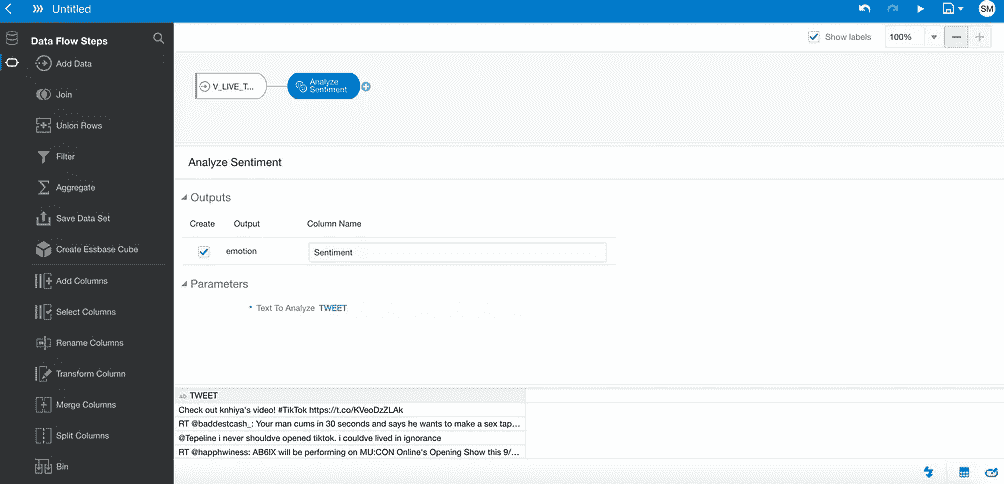 Untitled
SM
Data Flow Steps
Show labels
100%
Add Data
Join
Union Rows
Filter
Aggregate
Save Data Set
Create Essbase Cube
Add Columns
Select Columns
Rename Columns
Transform Column
Merge Columns
Split Columns
Bin
V_LIVE_T...
Analyze
Sentiment
Analyze Sentiment
Outputs
Create Output Column Name
emotion Sentiment
Parameters
* Text To Analyze TWEET
ab TWEET
Check out knhiya's video! #TikTok https://t.co/KVeoDzZLAk
RT @baddestcash_: Your man cums in 30 seconds and says he wants to make a sex tap...
@Tepeline i never shouldve opened tiktok. i couldve lived in ignorance
RT @happhwiness: AB6IX will be performing on MU:CON Online's Opening Show this 9/...